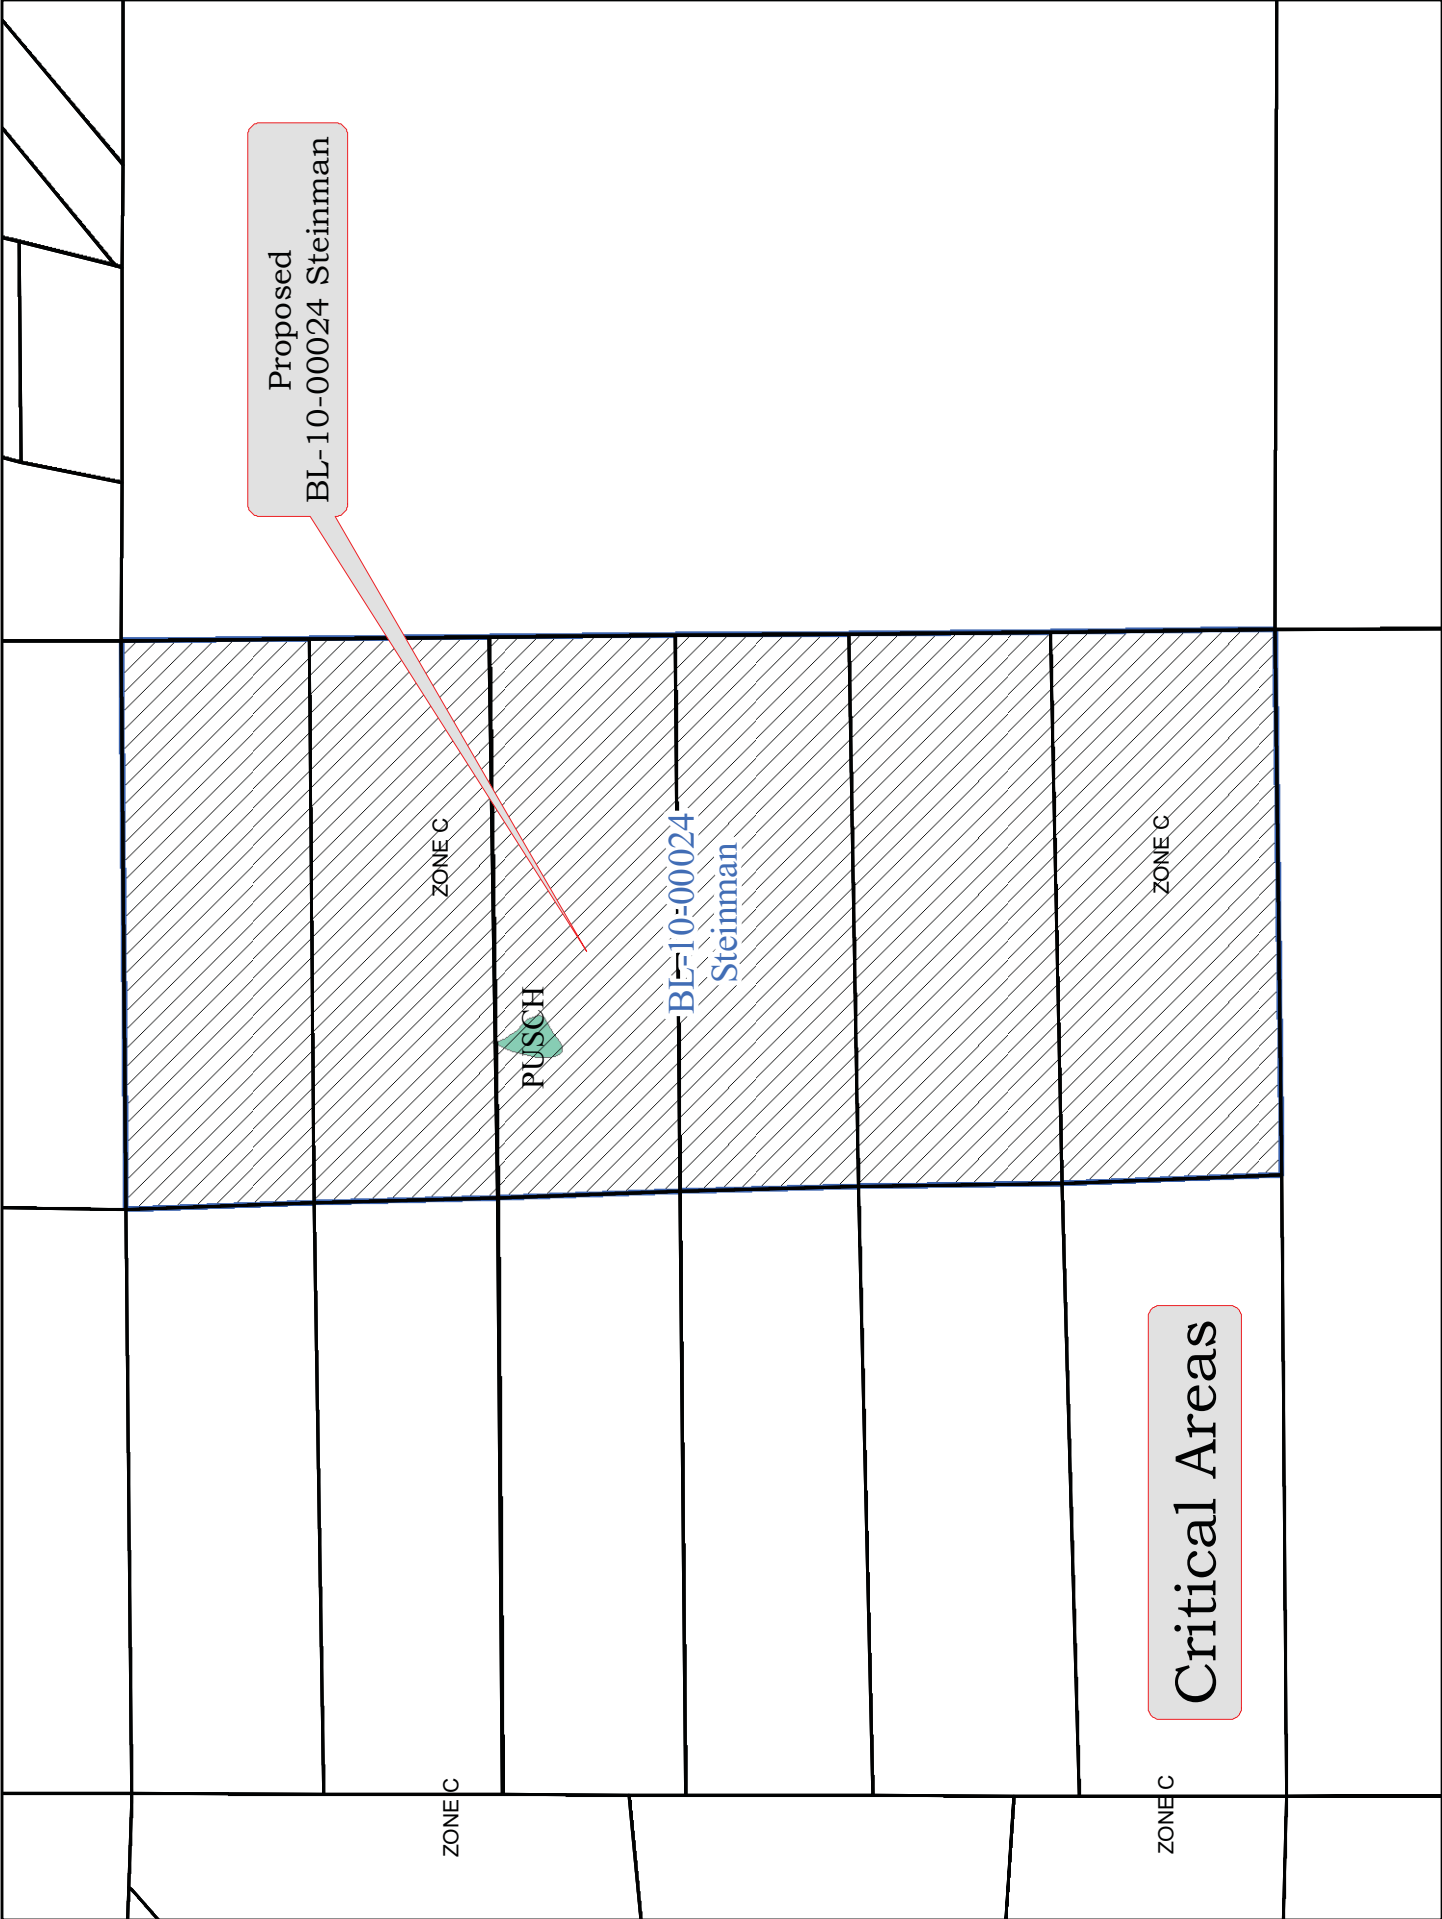 Proposed
BL-10-00024 Steinman
ZONE C
PUSCH
BL-10-00024
Steinman
ZONE C
ZONE C
Critical Areas
ZONE C